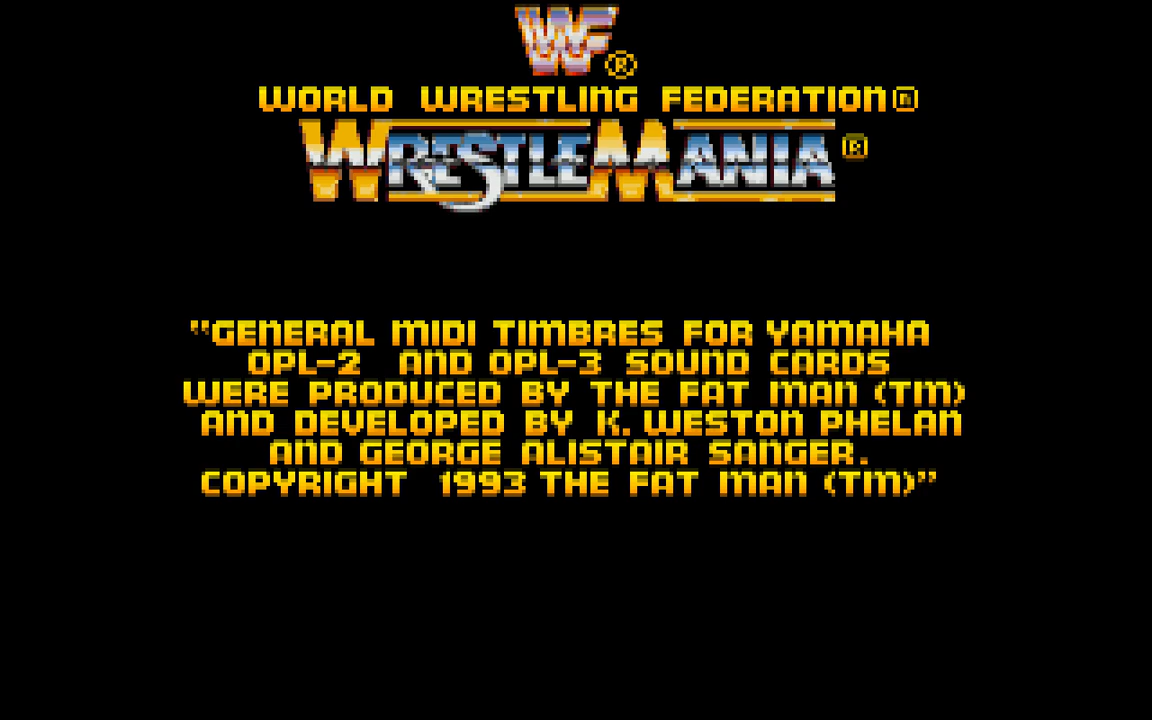 WF®
WORLD WRESTLING FEDERATION®
WRESTLEMANIA®
"GENERAL MIDI TIMBRES FOR YAMAHA
OPL-2 AND OPL-3 SOUND CARDS
WERE PRODUCED BY THE FAT MAN (TM)
AND DEVELOPED BY K. WESTON PHELAN
AND GEORGE ALISTAIR SANGER.
COPYRIGHT 1993 THE FAT MAN (TM)"